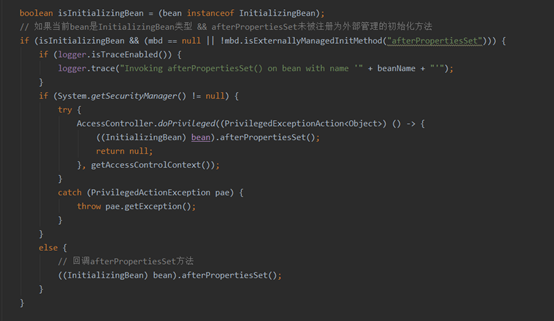 boolean isInitializingBean = (bean instanceof InitializingBean);
// 如果当前bean是InitializingBean类型 && afterPropertiesSet未被注册为外部管理的初始化方法
if (isInitializingBean && (mbd == null || !mbd.isExternallyManagedInitMethod("afterPropertiesSet"))) {
if (logger.isTraceEnabled()) {
logger.trace("Invoking afterPropertiesSet() on bean with name '" + beanName + "'");
}
if (System.getSecurityManager() != null) {
try {
AccessController.doPrivileged((PrivilegedExceptionAction<Object>) () -> {
((InitializingBean) bean).afterPropertiesSet();
return null;
}, getAccessControlContext());
}
catch (PrivilegedActionException pae) {
throw pae.getException();
}
}
else {
// 回调afterPropertiesSet方法
((InitializingBean) bean).afterPropertiesSet();
}
}